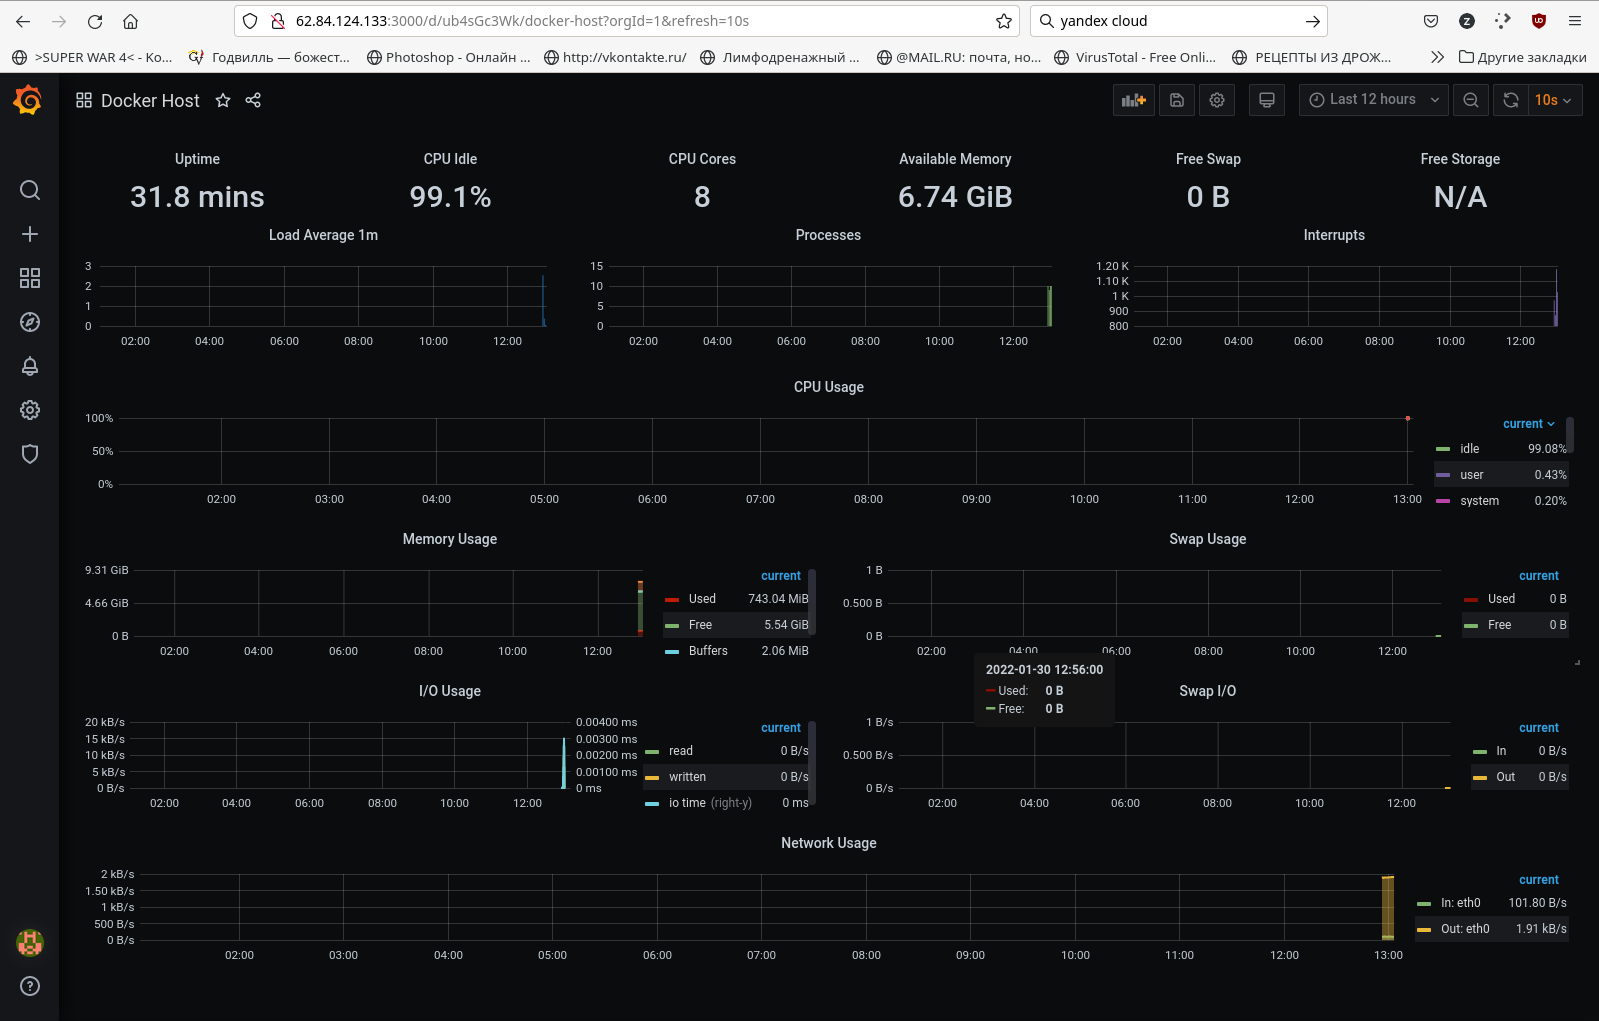 62.84.124.133:3000/d/ub4sGc3Wk/docker-host?orgId=1&refresh=10s
yandex cloud
>SUPER WAR 4< - Ko...
Годвилль — божест...
Photoshop - Онлайн ...
http://vkontakte.ru/
Лимфодренажный ...
@MAIL.RU: почта, но...
VirusTotal - Free Onli...
РЕЦЕПТЫ ИЗ ДРОЖ...
Другие закладки
Docker Host
Last 12 hours
10s
Uptime
CPU Idle
CPU Cores
Available Memory
Free Swap
Free Storage
31.8 mins
99.1%
8
6.74 GiB
0 B
N/A
Load Average 1m
3
2
1
0
02:00 04:00 06:00 08:00 10:00 12:00
Processes
15
10
5
0
02:00 04:00 06:00 08:00 10:00 12:00
Interrupts
1.20 K
1.10 K
1 K
900
800
02:00 04:00 06:00 08:00 10:00 12:00
CPU Usage
100%
50%
0%
02:00 03:00 04:00 05:00 06:00 07:00 08:00 09:00 10:00 11:00 12:00 13:00
current
idle 99.08%
user 0.43%
system 0.20%
Memory Usage
9.31 GiB
4.66 GiB
0 B
02:00 04:00 06:00 08:00 10:00 12:00
current
Used 743.04 MiB
Free 5.54 GiB
Buffers 2.06 MiB
Swap Usage
1 B
0.500 B
0 B
02:00 04:00 06:00 08:00 10:00 12:00
current
Used 0 B
Free 0 B
2022-01-30 12:56:00
Used: 0 B
Free: 0 B
I/O Usage
20 kB/s
15 kB/s
10 kB/s
5 kB/s
0 B/s
0.00400 ms
0.00300 ms
0.00200 ms
0.00100 ms
0 ms
02:00 04:00 06:00 08:00 10:00 12:00
current
read 0 B/s
written 0 B/s
io time (right-y) 0 ms
Swap I/O
1 B/s
0.500 B/s
0 B/s
02:00 04:00 06:00 08:00 10:00 12:00
current
In 0 B/s
Out 0 B/s
Network Usage
2 kB/s
1.50 kB/s
1 kB/s
500 B/s
0 B/s
02:00 03:00 04:00 05:00 06:00 07:00 08:00 09:00 10:00 11:00 12:00 13:00
current
In: eth0 101.80 B/s
Out: eth0 1.91 kB/s